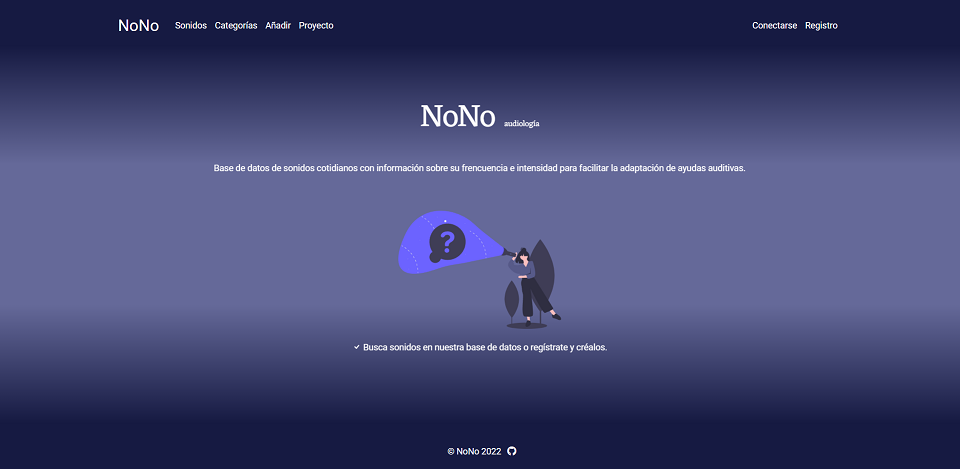 NoNo Sonidos Categorías Añadir Proyecto Conectarse Registro
NoNo audiología
Base de datos de sonidos cotidianos con información sobre su frencuencia e intensidad para facilitar la adaptación de ayudas auditivas.
?
Busca sonidos en nuestra base de datos o regístrate y créalos.
© NoNo 2022